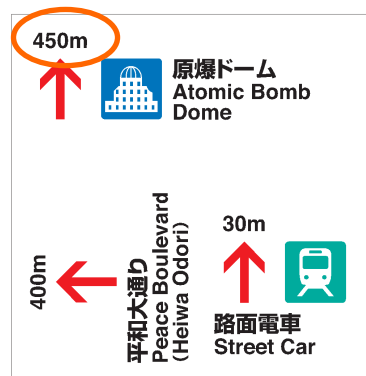 450m
原爆ドーム
Atomic Bomb
Dome
400m
平和大通り
Peace Boulevard
(Heiwa Odori)
30m
路面電車
Street Car